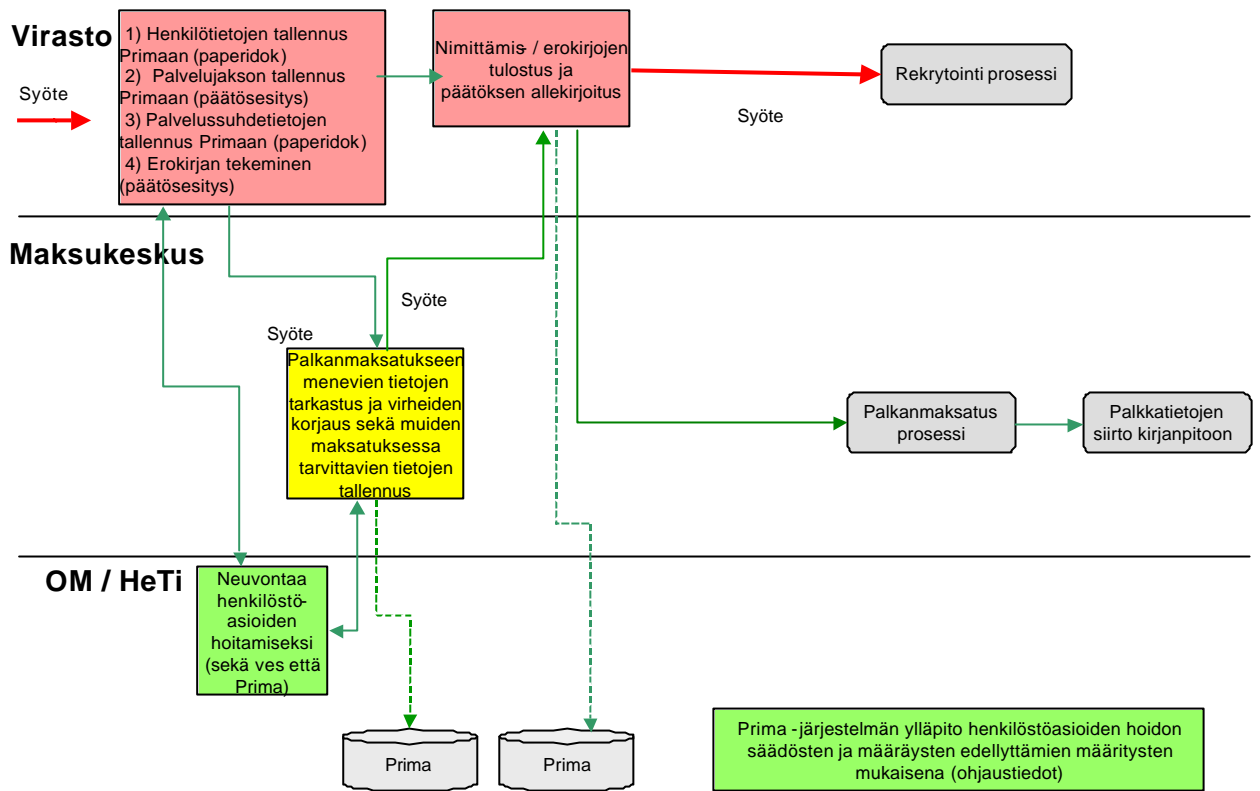 Virasto
Syöte
1) Henkilötietojen tallennus
Primaan (paperidok)
2) Palvelujakson tallennus
Primaan (päätösesitys)
3) Palvelussuhdetietojen
tallennus Primaan (paperidok)
4) Erokirjan tekeminen
(päätösesitys)
Nimittämis- / erokirjojen
tulostus ja
päätöksen allekirjoitus
Syöte
Rekrytointi prosessi
Maksukeskus
Syöte
Syöte
Palkanmaksatukseen
menevien tietojen
tarkastus ja virheiden
korjaus sekä muiden
maksatuksessa
tarvittavien tietojen
tallennus
Palkanmaksatus
prosessi
Palkkatietojen
siirto kirjanpitoon
OM / HeTi
Neuvontaa
henkilöstö-
asioiden
hoitamiseksi
(sekä ves että
Prima)
Prima
Prima
Prima -järjestelmän ylläpito henkilöstöasioiden hoidon
säädösten ja määräysten edellyttämien määritysten
mukaisena (ohjaustiedot)